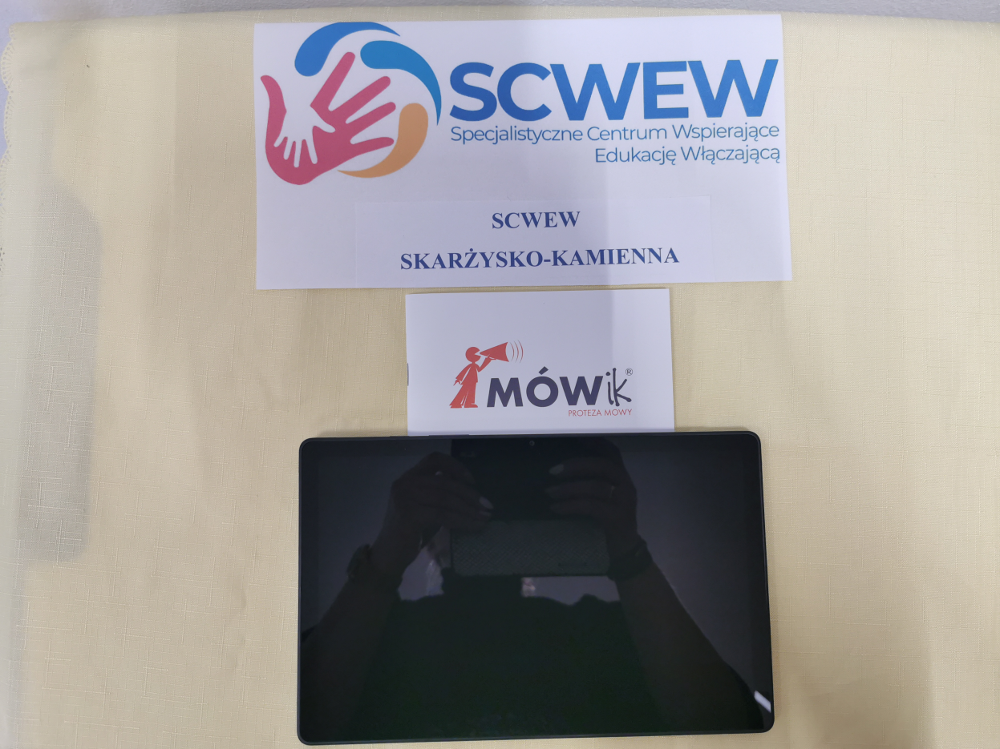 SCWEW
Specjalistyczne Centrum Wspierające
Edukację Włączającą
SCWEW
SKARŻYSKO-KAMIENNA
MÓWik®
PROTEZA MOWY